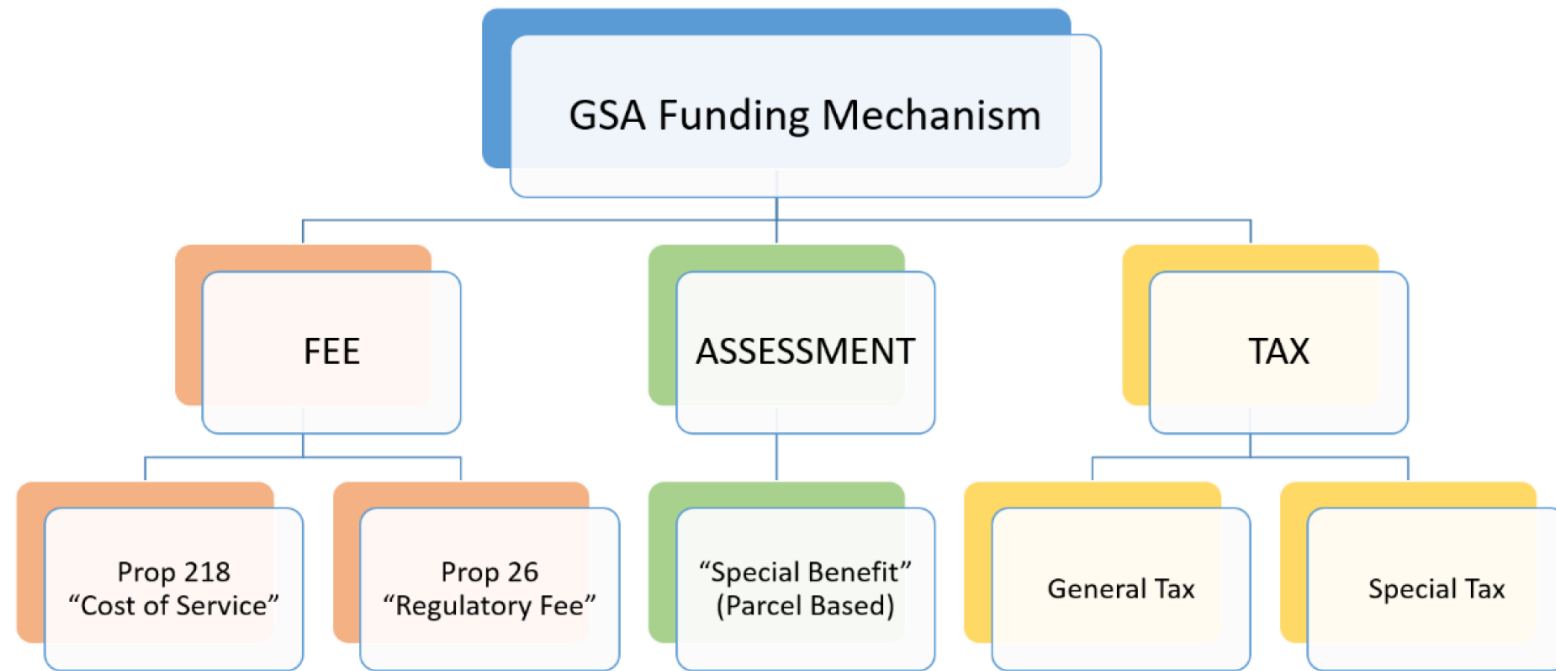 GSA Funding Mechanism
FEE
ASSESSMENT
TAX
Prop 218
“Cost of Service”
Prop 26
“Regulatory Fee”
“Special Benefit”
(Parcel Based)
General Tax
Special Tax